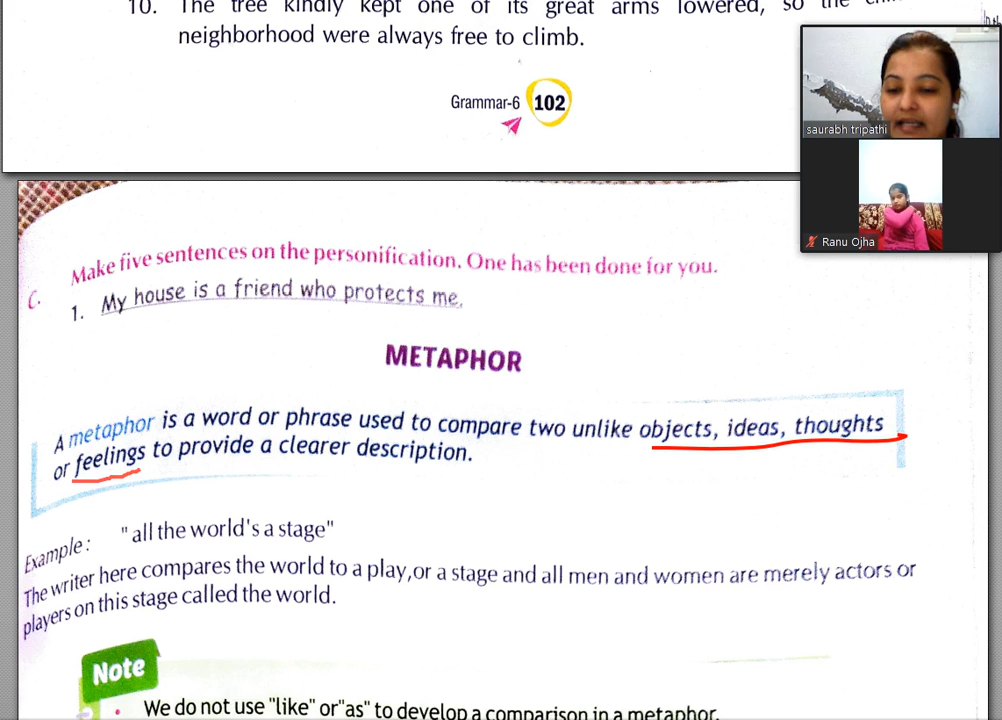 10. The tree kindly kept one of its great arms lowered, so the
neighborhood were always free to climb.
Grammar-6 102
saurabh tripathi
Ranu Ojha
C. Make five sentences on the personification. One has been done for you.
1. My house is a friend who protects me.
METAPHOR
A metaphor is a word or phrase used to compare two unlike objects, ideas, thoughts
or feelings to provide a clearer description.
Example: " all the world's a stage"
The writer here compares the world to a play,or a stage and all men and women are merely actors or
players on this stage called the world.
Note
• We do not use "like" or"as" to develop a comparison in a metaphor.